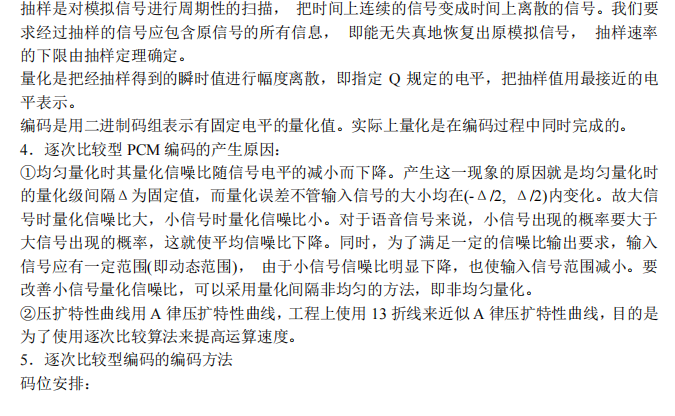 抽样是对模拟信号进行周期性的扫描， 把时间上连续的信号变成时间上离散的信号。我们要
求经过抽样的信号应包含原信号的所有信息， 即能无失真地恢复出原模拟信号， 抽样速率
的下限由抽样定理确定。
量化是把经抽样得到的瞬时值进行幅度离散，即指定 Q 规定的电平，把抽样值用最接近的电
平表示。
编码是用二进制码组表示有固定电平的量化值。实际上量化是在编码过程中同时完成的。
4．逐次比较型 PCM 编码的产生原因：
①均匀量化时其量化信噪比随信号电平的减小而下降。产生这一现象的原因就是均匀量化时
的量化级间隔 Δ 为固定值，而量化误差不管输入信号的大小均在(- Δ /2, Δ /2)内变化。故大信
号时量化信噪比大，小信号时量化信噪比小。对于语音信号来说，小信号出现的概率要大于
大信号出现的概率，这就使平均信噪比下降。同时，为了满足一定的信噪比输出要求，输入
信号应有一定范围(即动态范围)， 由于小信号信噪比明显下降，也使输入信号范围减小。要
改善小信号量化信噪比，可以采用量化间隔非均匀的方法，即非均匀量化。
②压扩特性曲线用 A 律压扩特性曲线，工程上使用 13 折线来近似 A 律压扩特性曲线，目的是
为了使用逐次比较算法来提高运算速度。
5．逐次比较型编码的编码方法
码位安排：